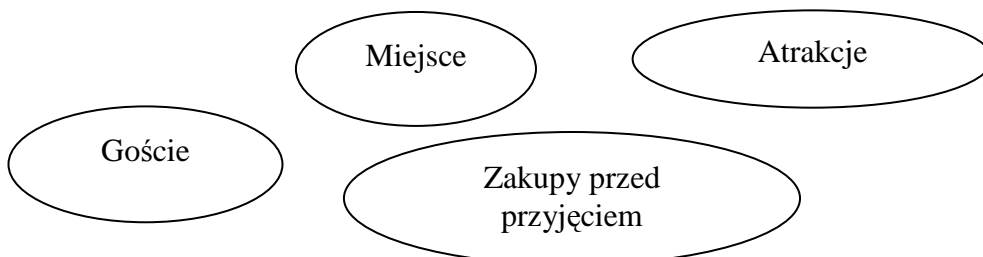 Miejsce
Atrakcje
Goście
Zakupy przed
przyjęciem